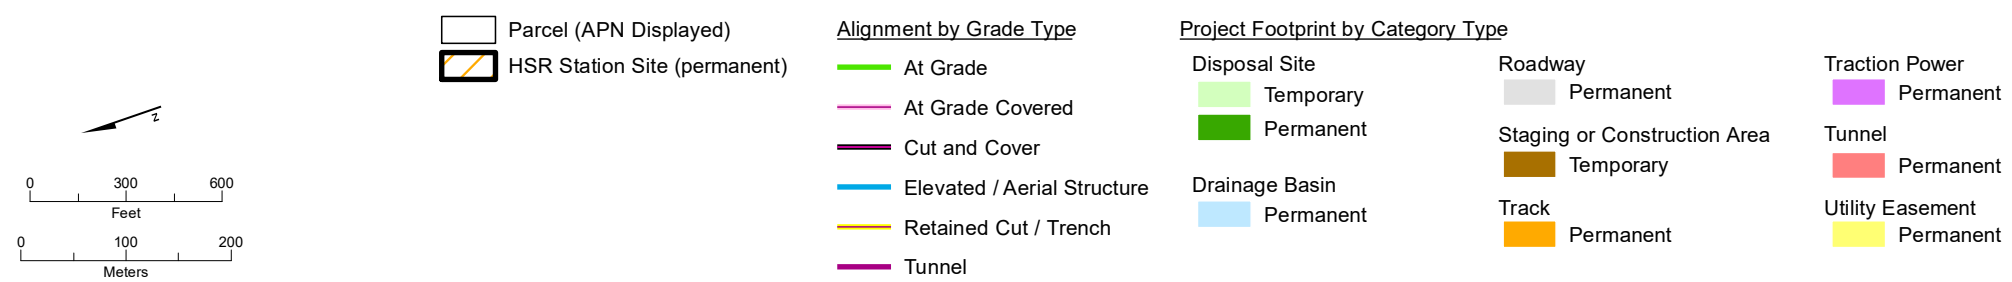 Parcel (APN Displayed)
HSR Station Site (permanent)
Z
0 300 600
Feet
0 100 200
Meters
Alignment by Grade Type
At Grade
At Grade Covered
Cut and Cover
Elevated / Aerial Structure
Retained Cut / Trench
Tunnel
Project Footprint by Category Type
Disposal Site
Temporary
Permanent
Drainage Basin
Permanent
Roadway
Permanent
Staging or Construction Area
Temporary
Track
Permanent
Traction Power
Permanent
Tunnel
Permanent
Utility Easement
Permanent